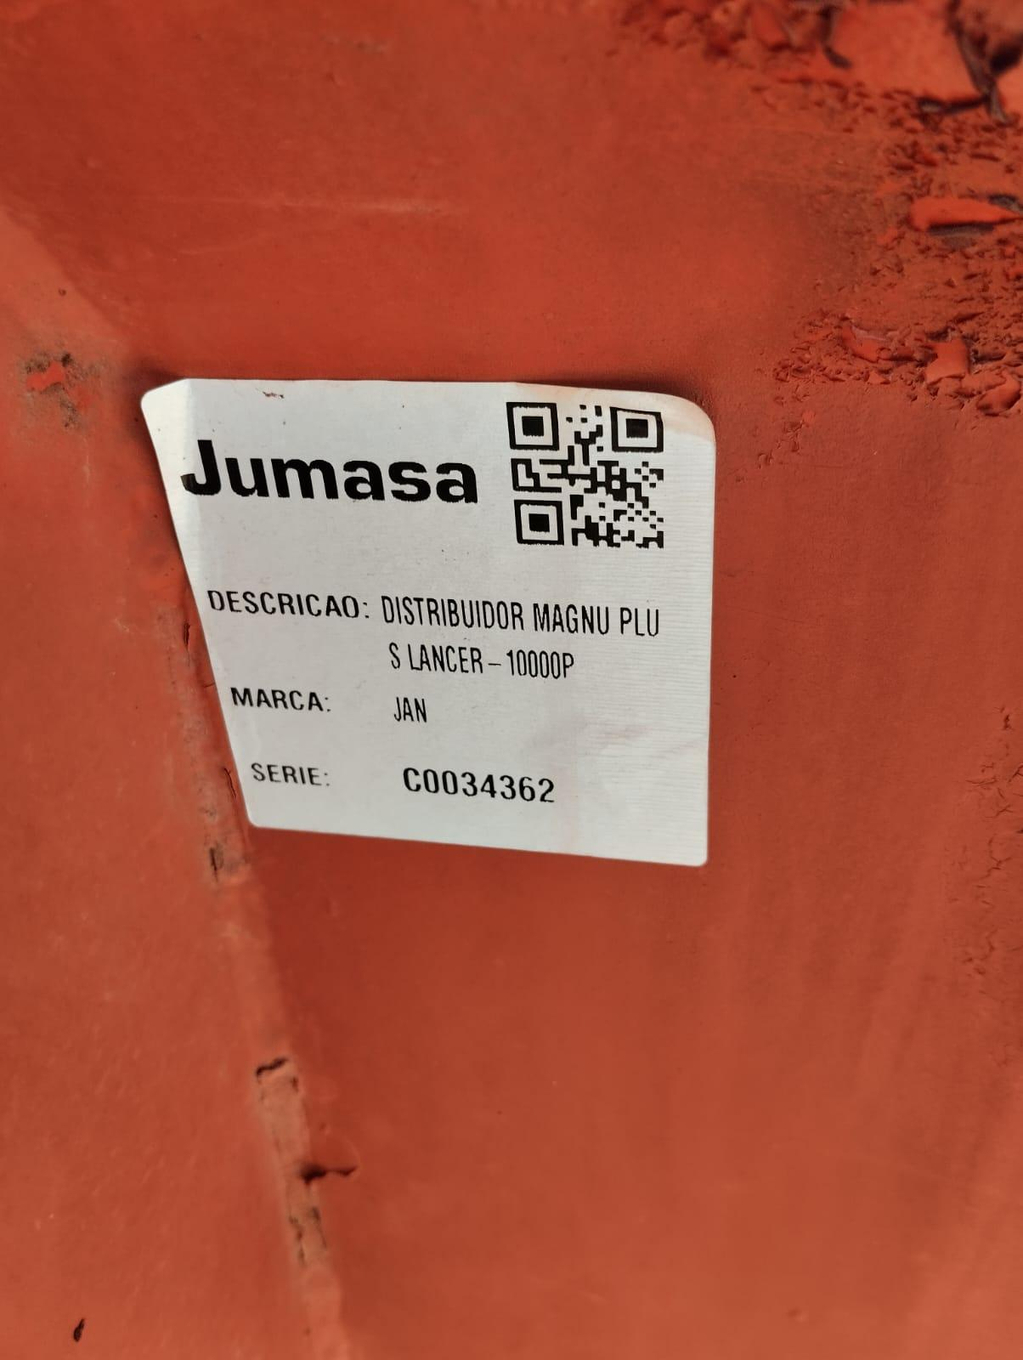 Jumasa
DESCRICAO: DISTRIBUIDOR MAGNU PLU
S LANCER-10000P
MARCA: JAN
SERIE: C0034362